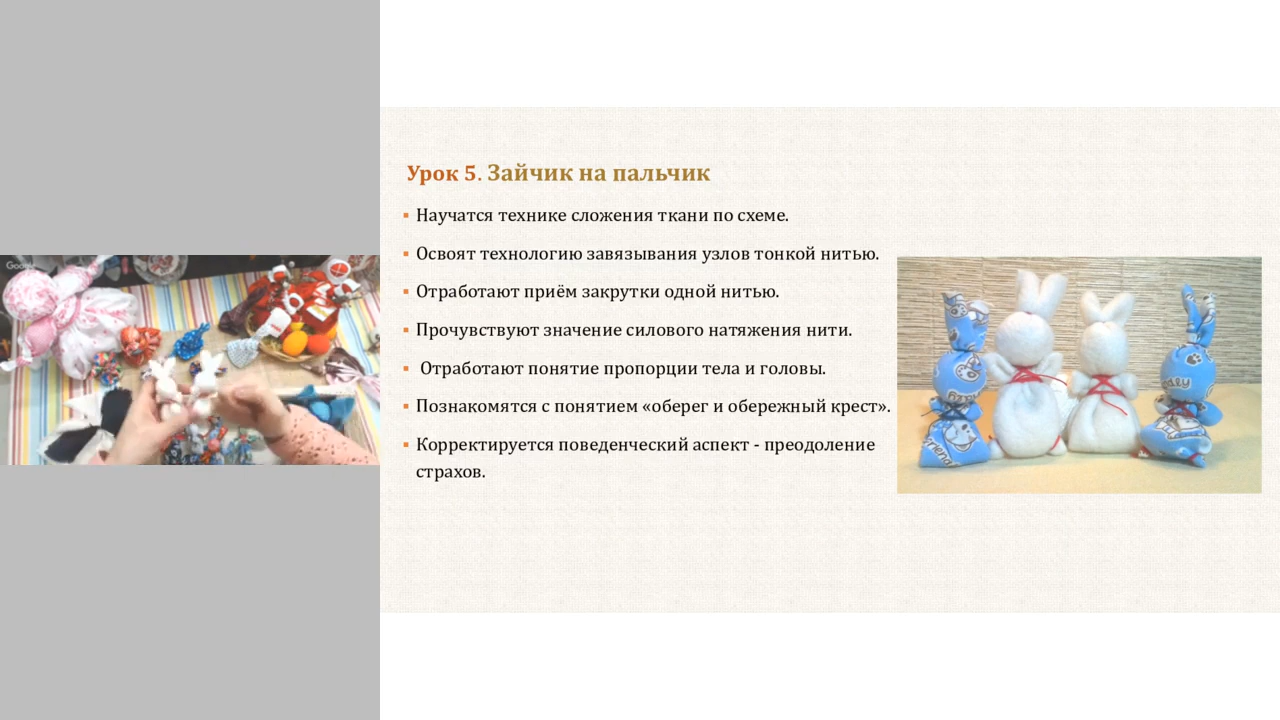 Урок 5. Зайчик на пальчик
▪ Научатся технике сложения ткани по схеме.
▪ Освоят технологию завязывания узлов тонкой нитью.
▪ Отработают приём закрутки одной нитью.
▪ Прочувствуют значение силового натяжения нити.
▪ Отработают понятие пропорции тела и головы.
▪ Познакомятся с понятием «оберег и обережный крест».
▪ Корректируется поведенческий аспект - преодоление
страхов.